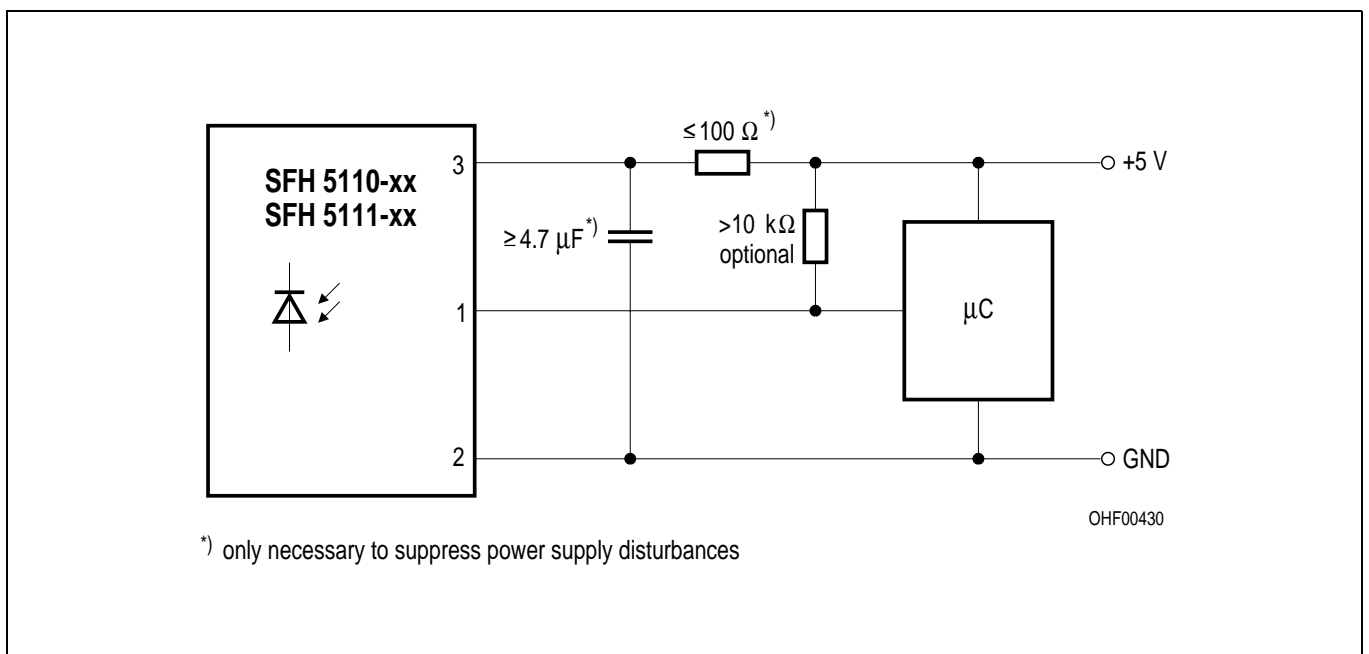 ≤100 Ω *)
3
+5 V
SFH 5110-xx
SFH 5111-xx
≥4.7 µF*)
>10 kΩ
optional
1
µC
2
GND
OHF00430
*) only necessary to suppress power supply disturbances